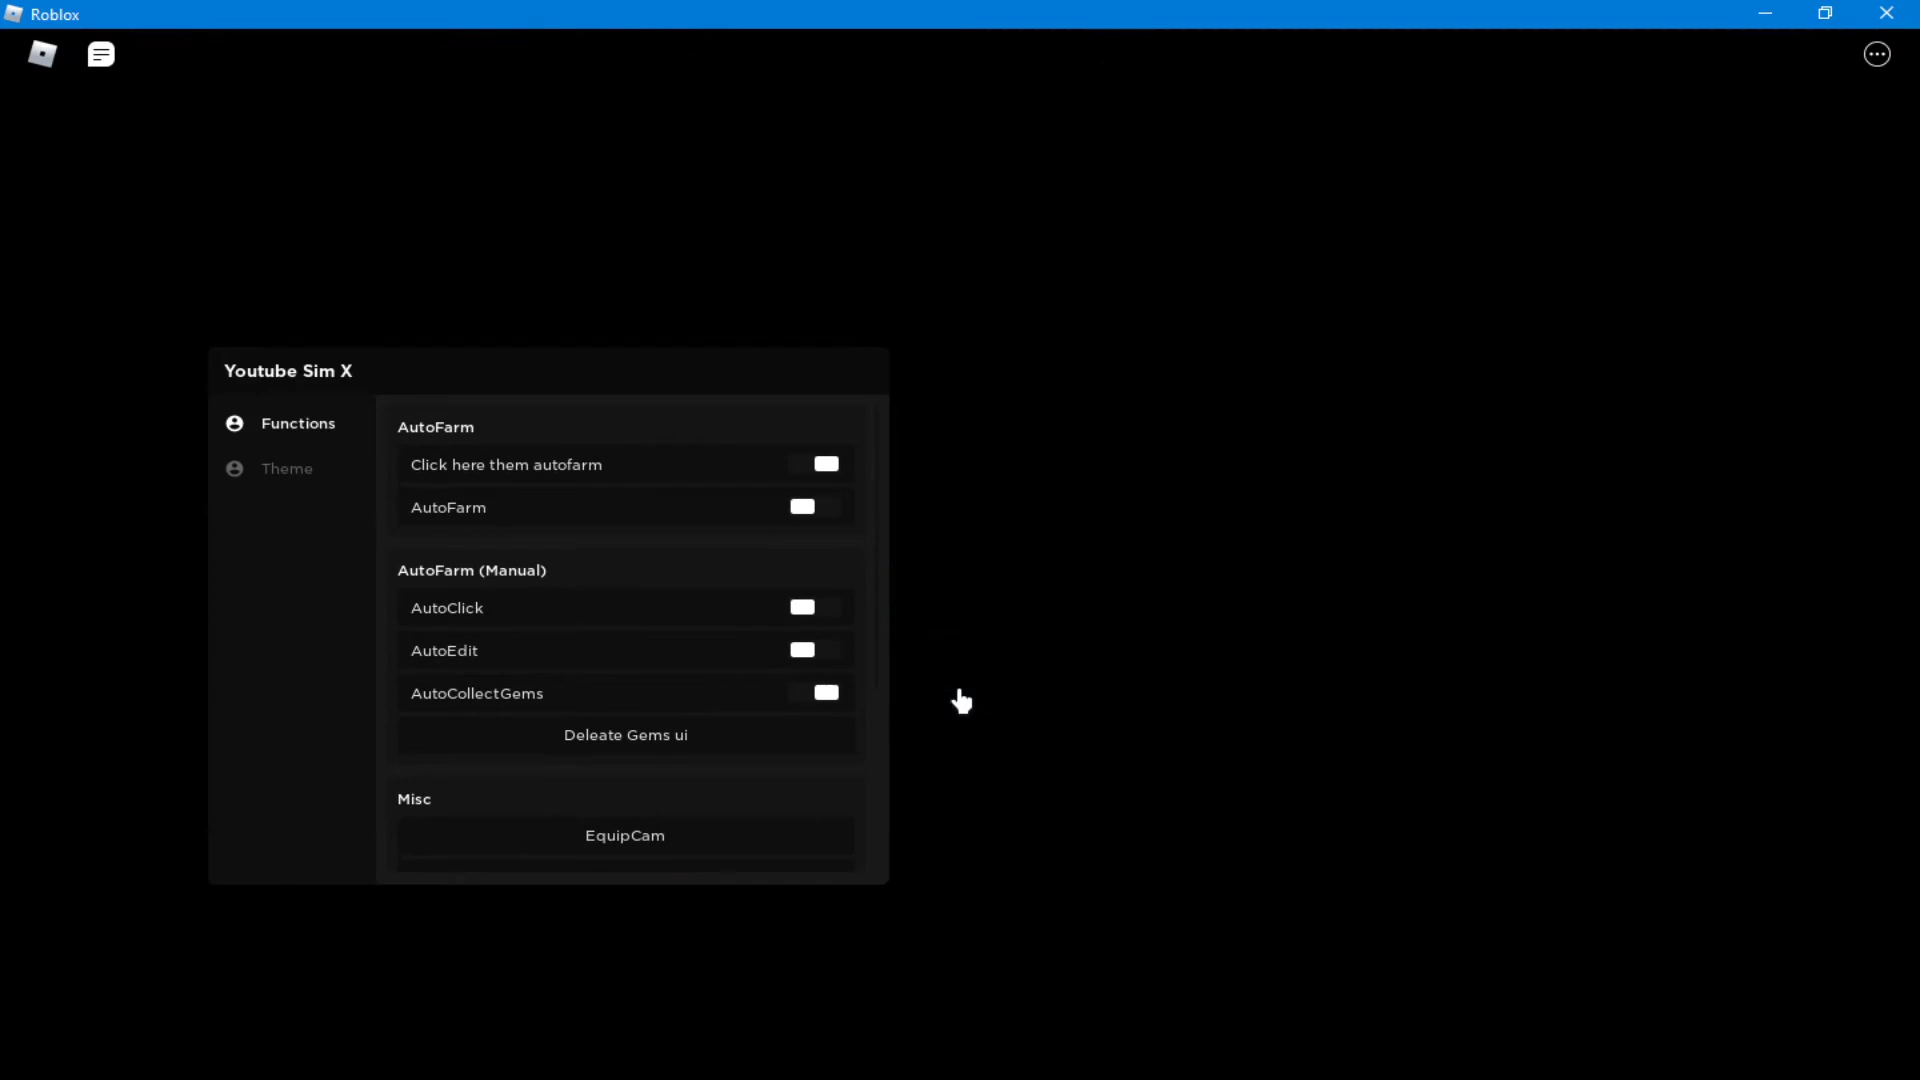 Roblox
Youtube Sim X
Functions
Theme
AutoFarm
Click here them autofarm
AutoFarm
AutoFarm (Manual)
AutoClick
AutoEdit
AutoCollectGems
Deleate Gems ui
Misc
EquipCam